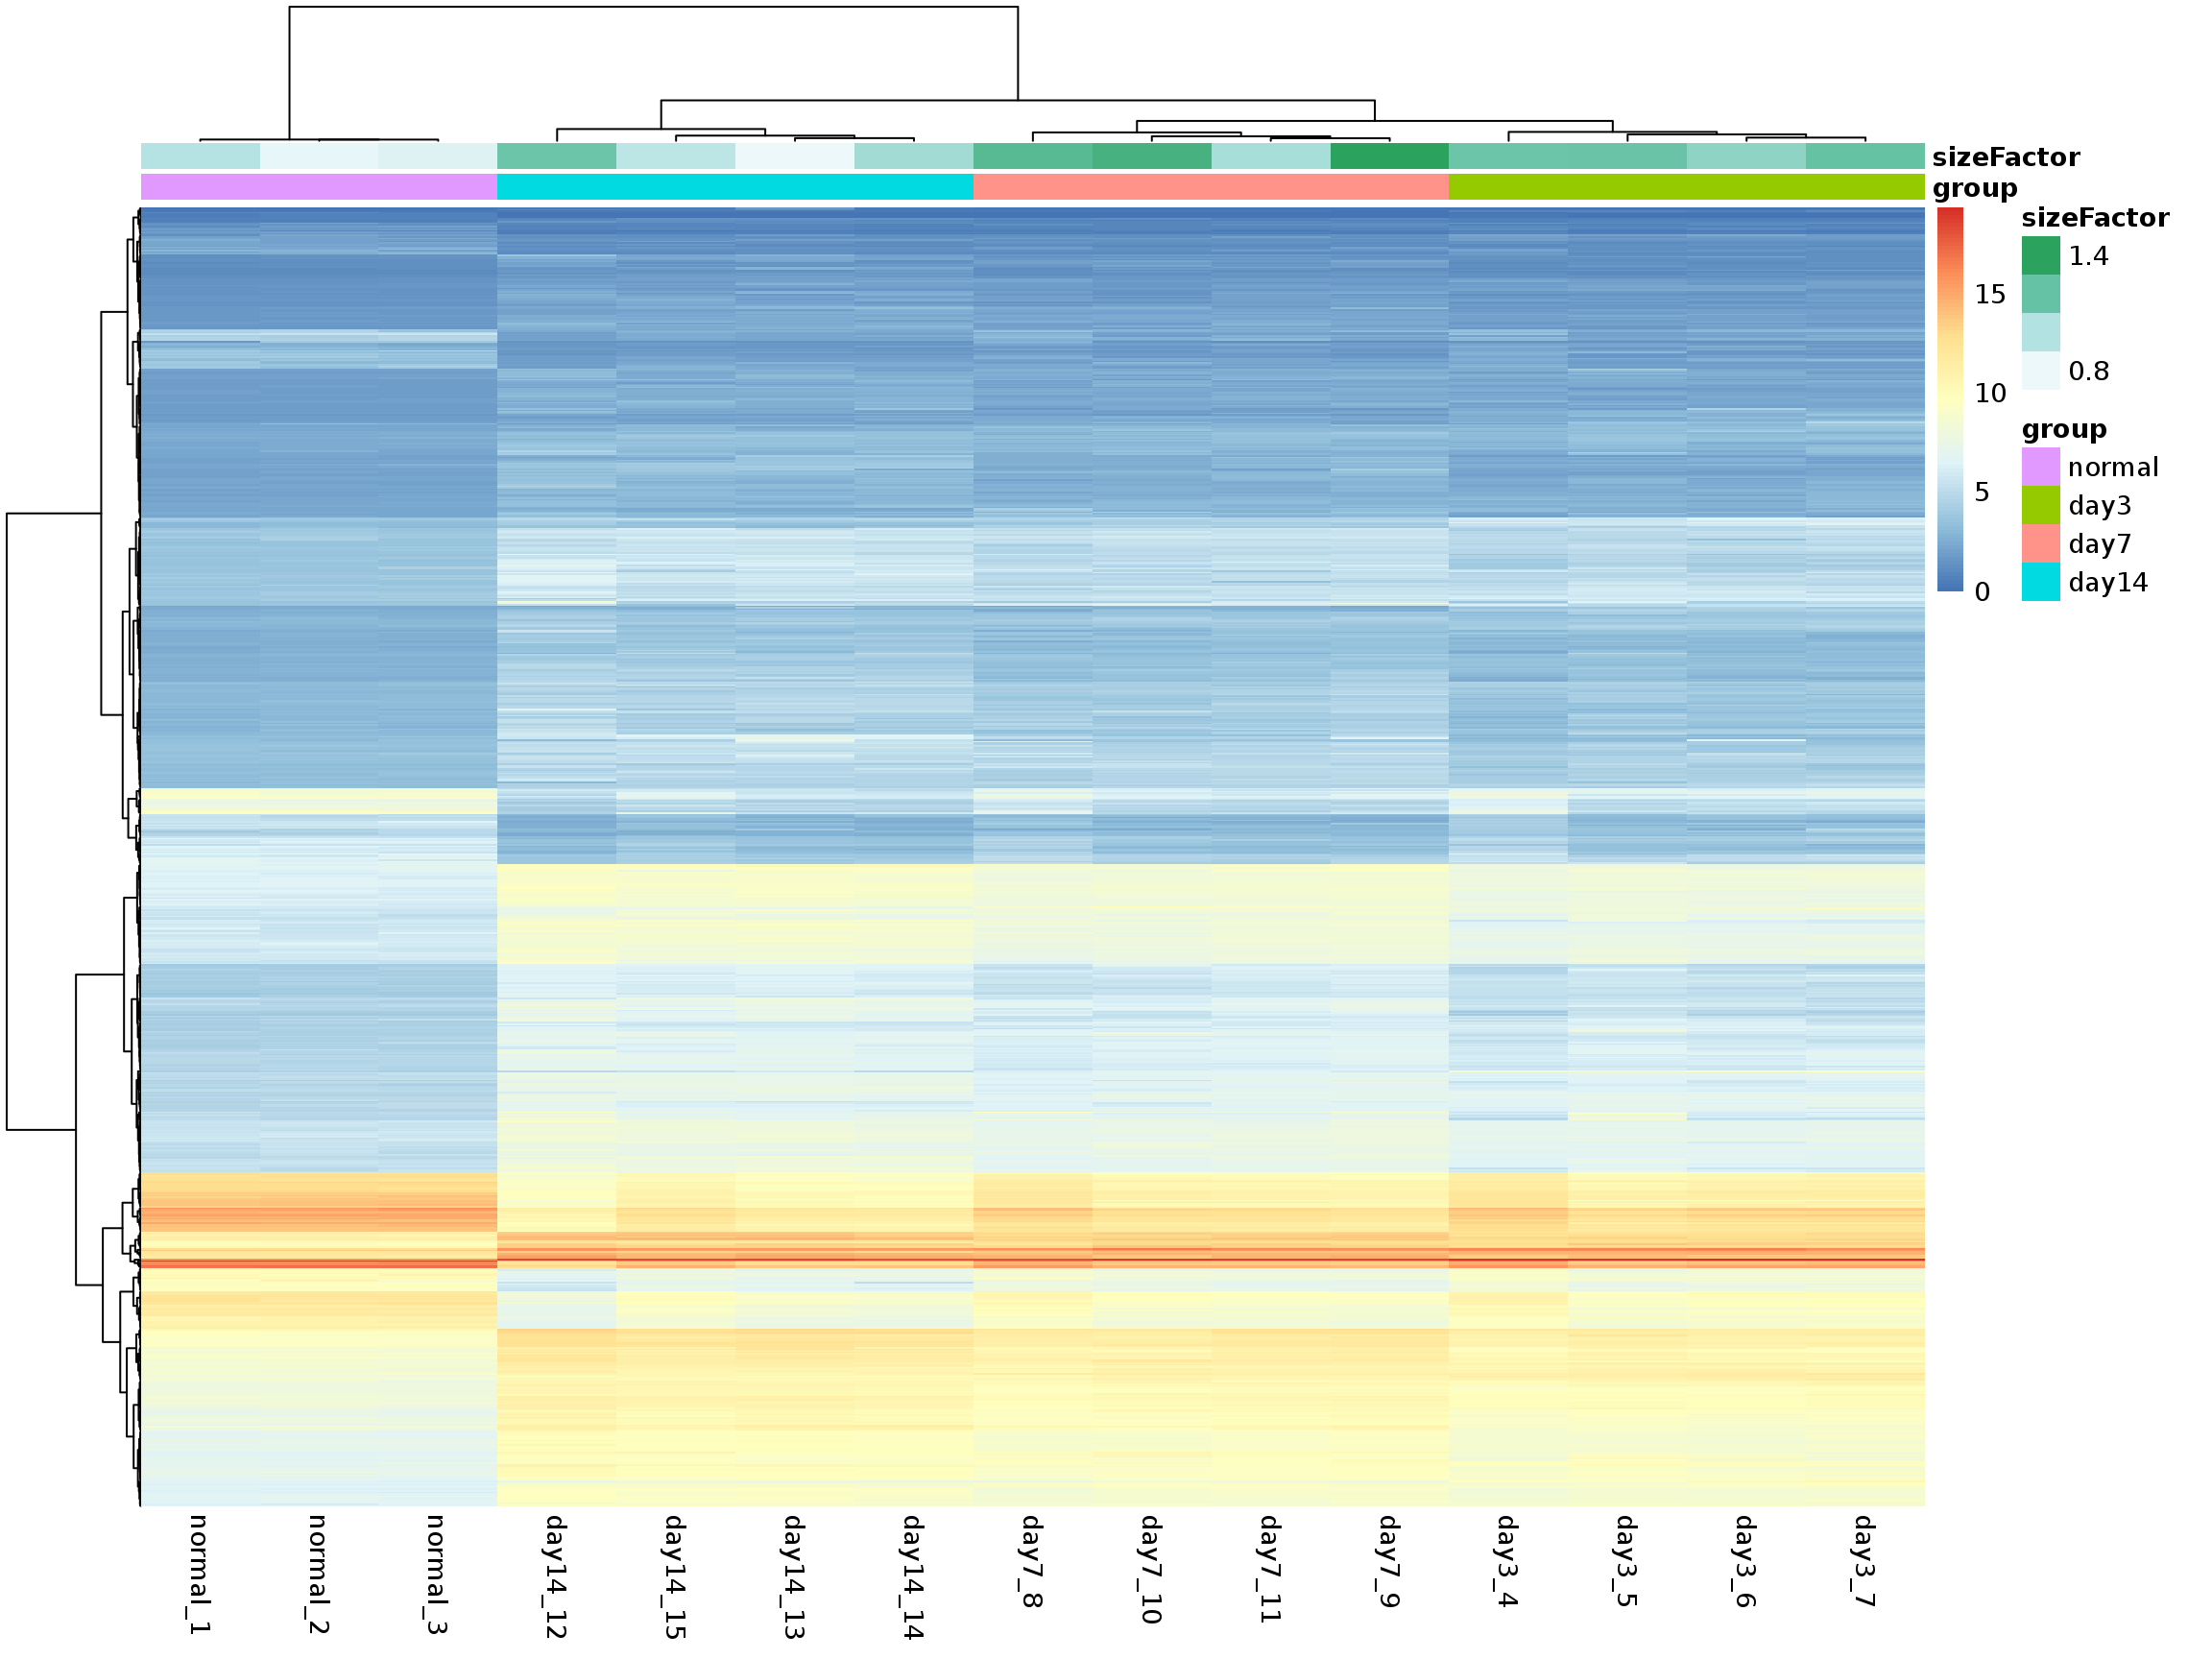 sizeFactor
group
15
10
5
0
sizeFactor
1.4
0.8
group
normal
day3
day7
day14
normal_1
normal_2
normal_3
day14_12
day14_15
day14_13
day14_14
day7_8
day7_10
day7_11
day7_9
day3_4
day3_5
day3_6
day3_7